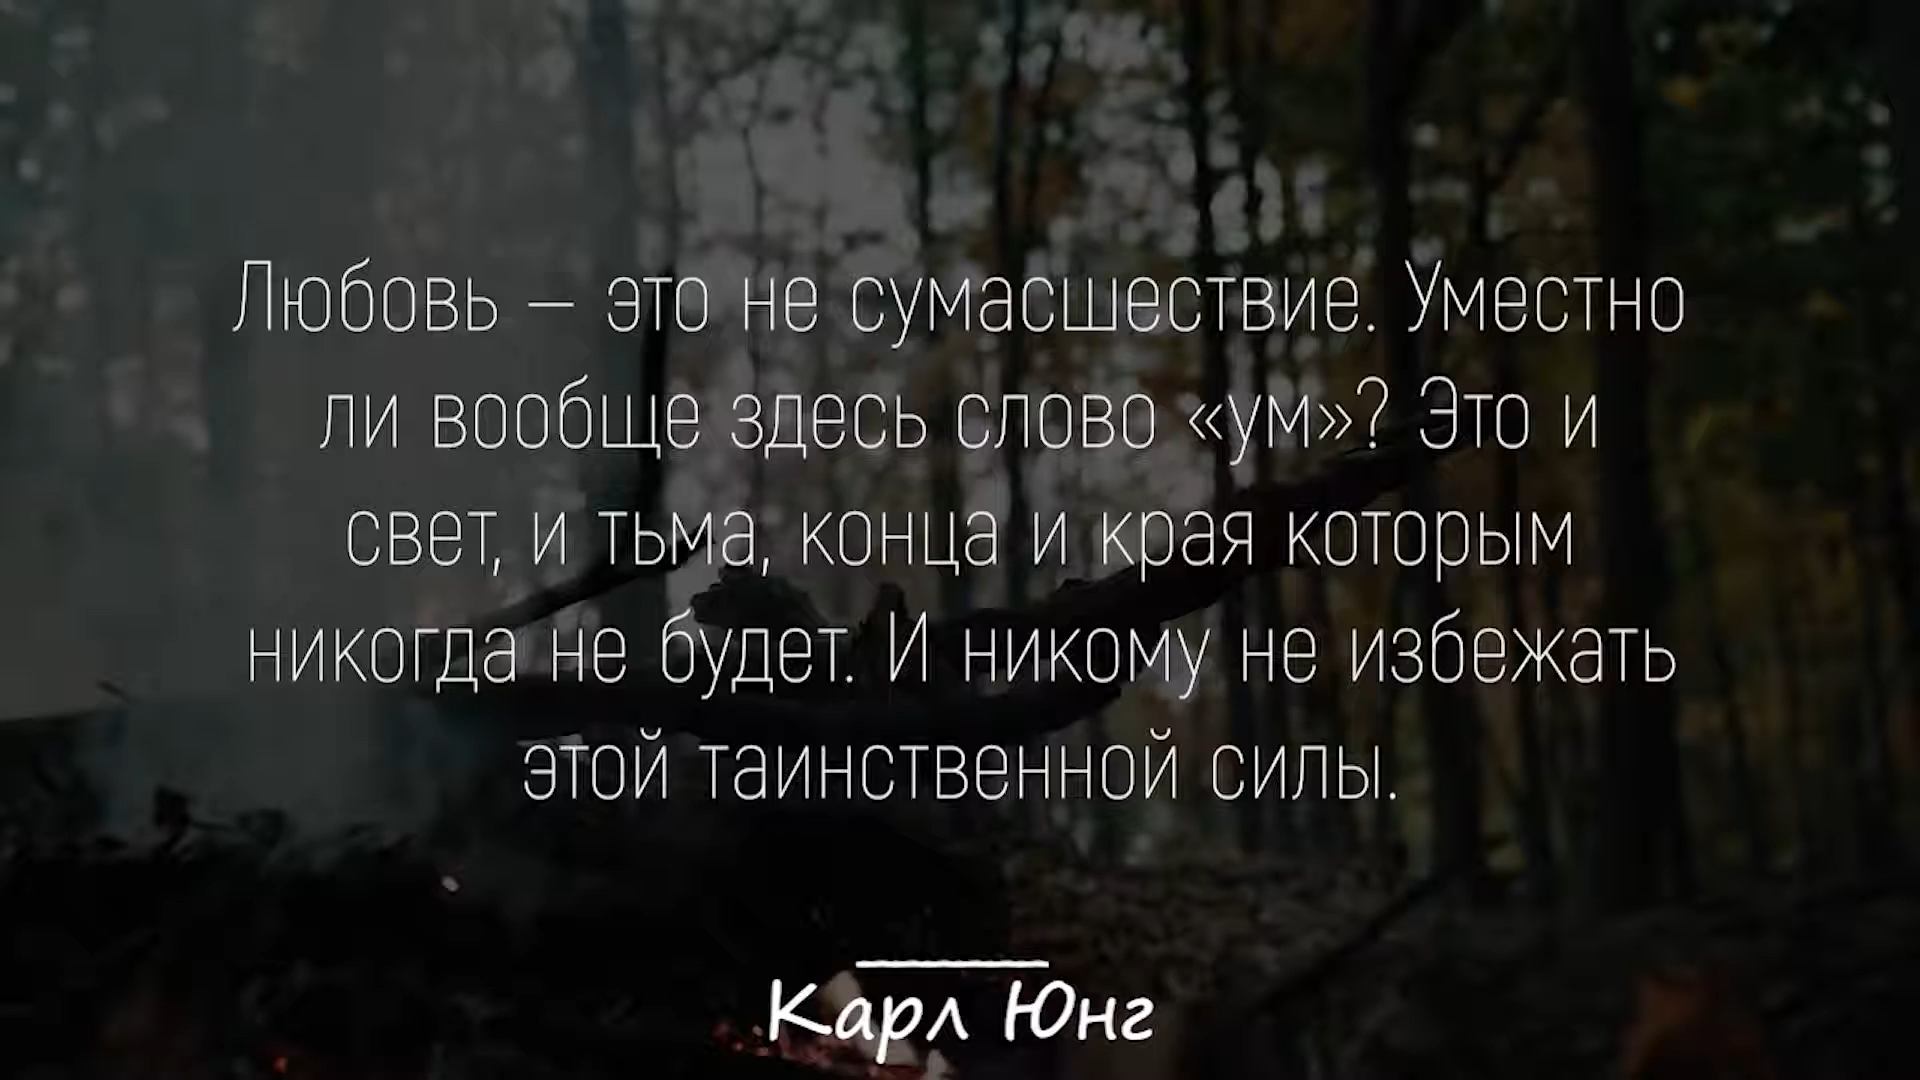 Любовь – это не сумасшествие. Уместно
ли вообще здесь слово «ум»? Это и
свет, и тьма, конца и края которым
никогда не будет. И никому не избежать
этой таинственной силы.
Карл Юнг